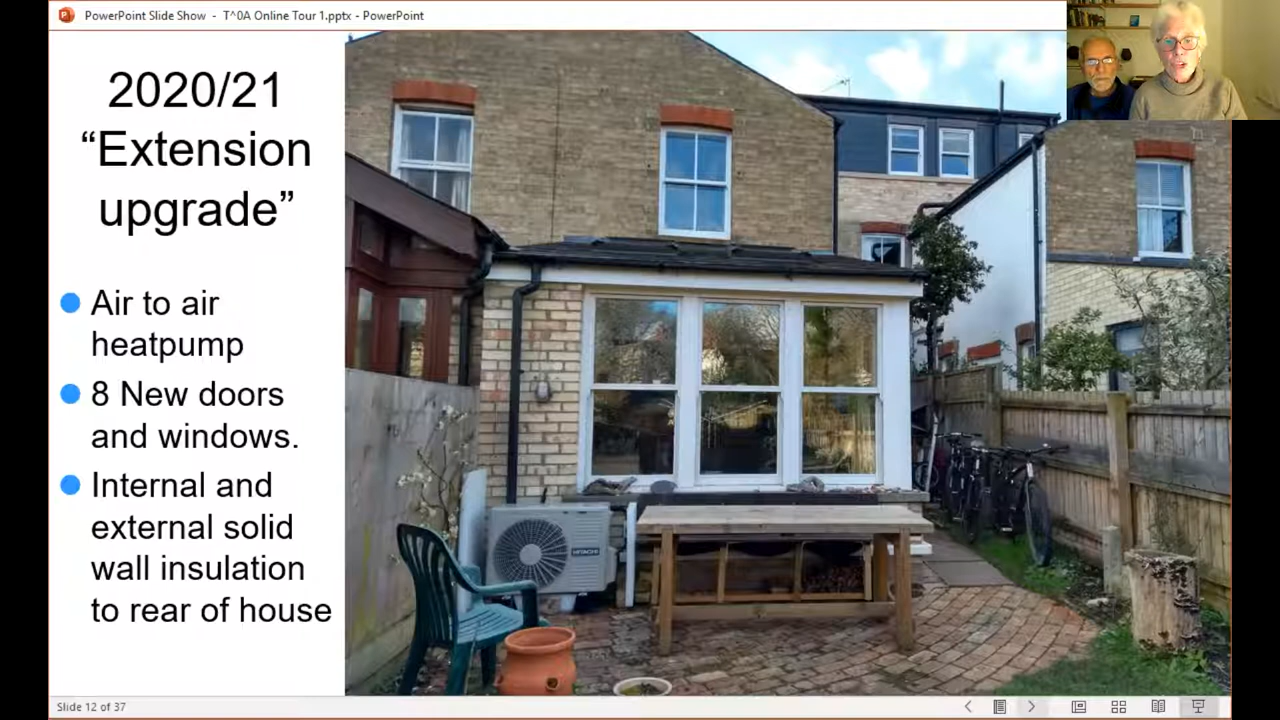 PowerPoint Slide Show - T^0A Online Tour 1.pptx - PowerPoint
2020/21
“Extension
upgrade”
Air to air
heatpump
8 New doors
and windows.
Internal and
external solid
wall insulation
to rear of house
HITACHI
Slide 12 of 37